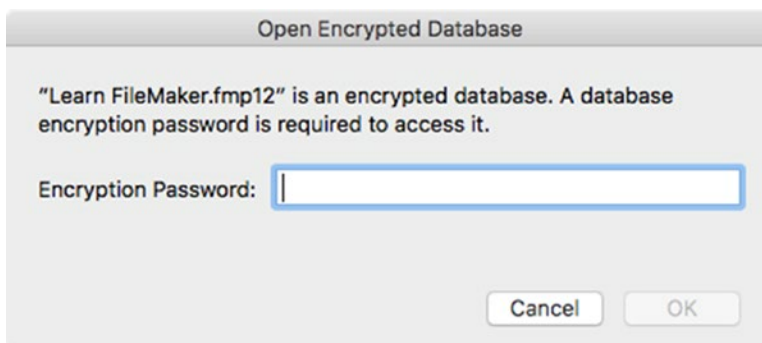 Open Encrypted Database
“Learn FileMaker.fmp12” is an encrypted database. A database
encryption password is required to access it.
Encryption Password:
Cancel OK